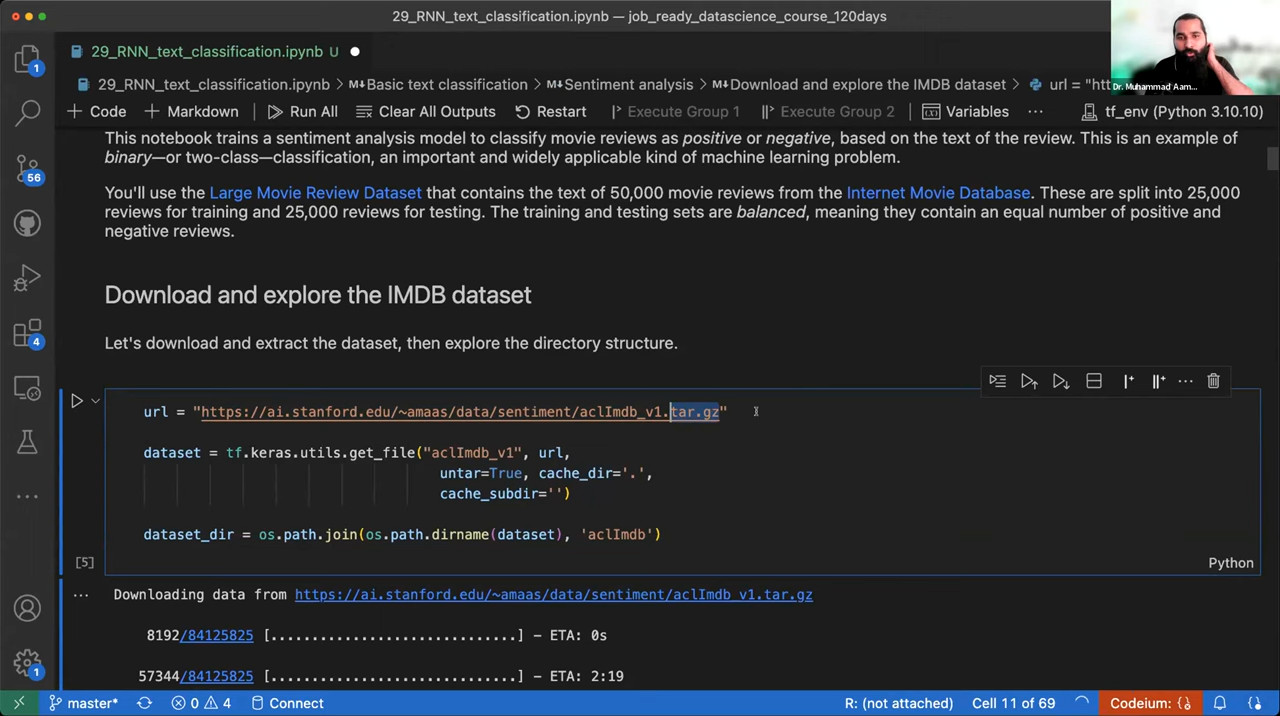 29_RNN_text_classification.ipynb — job_ready_datascience_course_120days
29_RNN_text_classification.ipynb U
29_RNN_text_classification.ipynb > M↓Basic text classification > M↓Sentiment analysis > M↓Download and explore the IMDB dataset > url = "ht
Dr. Muhammad Aam...
+ Code + Markdown Run All Clear All Outputs Restart Execute Group 1 Execute Group 2 Variables ... tf_env (Python 3.10.10)
This notebook trains a sentiment analysis model to classify movie reviews as positive or negative, based on the text of the review. This is an example of
binary—or two-class—classification, an important and widely applicable kind of machine learning problem.
You'll use the Large Movie Review Dataset that contains the text of 50,000 movie reviews from the Internet Movie Database. These are split into 25,000
reviews for training and 25,000 reviews for testing. The training and testing sets are balanced, meaning they contain an equal number of positive and
negative reviews.
Download and explore the IMDB dataset
Let's download and extract the dataset, then explore the directory structure.
url = "https://ai.stanford.edu/~amaas/data/sentiment/aclImdb_v1.tar.gz"
dataset = tf.keras.utils.get_file("aclImdb_v1", url,
untar=True, cache_dir='.',
cache_subdir='')
dataset_dir = os.path.join(os.path.dirname(dataset), 'aclImdb')
[5]
Python
... Downloading data from https://ai.stanford.edu/~amaas/data/sentiment/aclImdb_v1.tar.gz
8192/84125825 [..............................] - ETA: 0s
57344/84125825 [..............................] - ETA: 2:19
1
56
4
1
master* 0 4 Connect R: (not attached) Cell 11 of 69 Codeium: {}